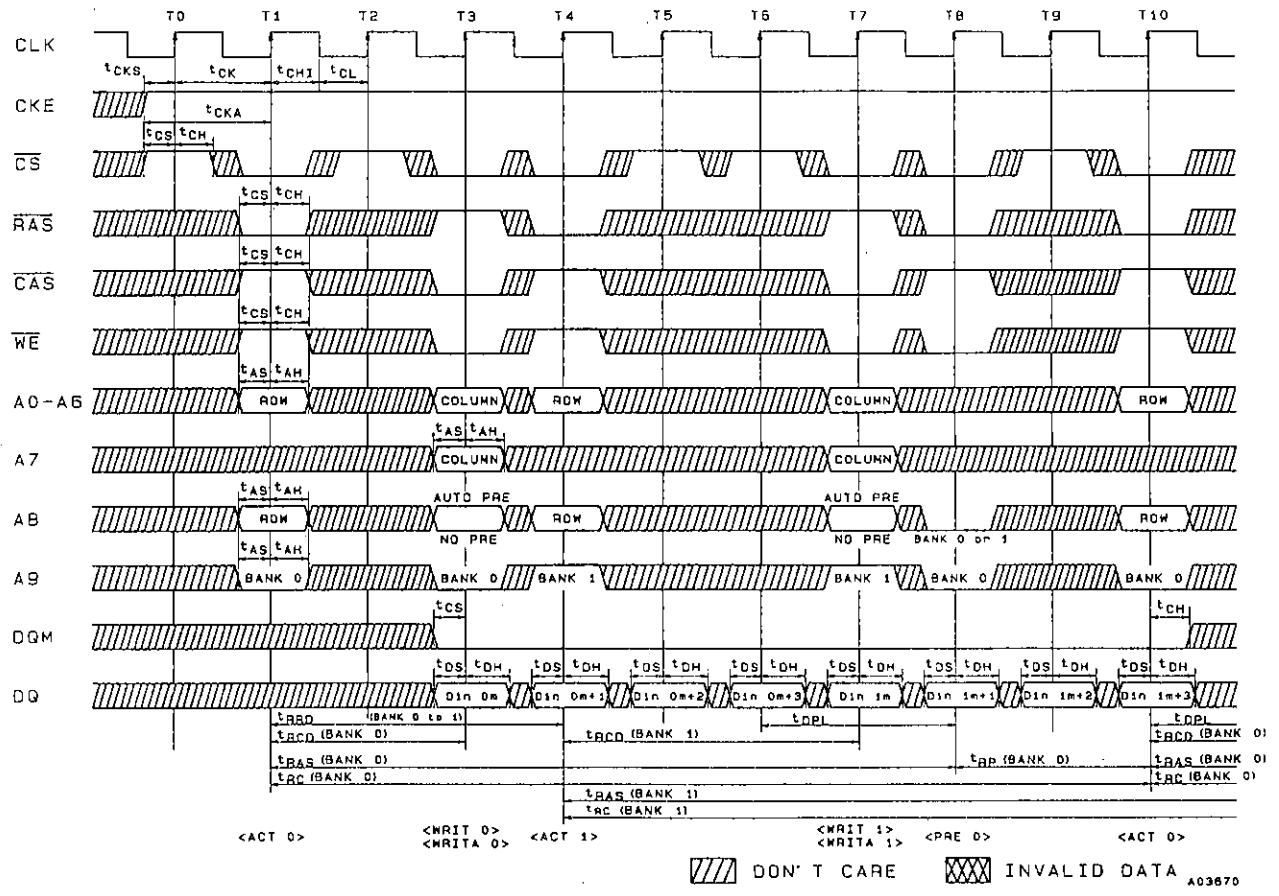 T0 T1 T2 T3 T4 T5 T6 T7 T8 T9 T10
CLK
tCKS tCK tCHI tCL
CKE
tCKA
tCS tCH
CS
tCS tCH
RAS
tCS tCH
CAS
tCS tCH
WE
tAS tAH
A0-A6 ROW COLUMN ROW COLUMN ROW
tAS tAH
A7 COLUMN COLUMN
tAS tAH AUTO PRE AUTO PRE
A8 ROW ROW ROW
tAS tAH NO PRE NO PRE BANK 0 or 1
A9 BANK 0 BANK 0 BANK 1 BANK 1 BANK 0 BANK 0
tCS tCH
DQM
tDS tDH tDS tDH tDS tDH tDS tDH tDS tDH tDS tDH tDS tDH tDS tDH
DQ Din 0m Din 0m+1 Din 0m+2 Din 0m+3 Din 1m Din 1m+1 Din 1m+2 Din 1m+3
tRRD (BANK 0 to 1) tDPL tDPL
tRCD (BANK 0) tRCD (BANK 1) tRCD (BANK 0)
tRAS (BANK 0) tRP (BANK 0) tRAS (BANK 0)
tRC (BANK 0) tRC (BANK 0)
tRAS (BANK 1)
tRC (BANK 1)
<ACT 0> <WRIT 0> <ACT 1> <WRIT 1> <PRE 0> <ACT 0>
<WRITA 0> <WRITA 1>
DON'T CARE INVALID DATA A03670